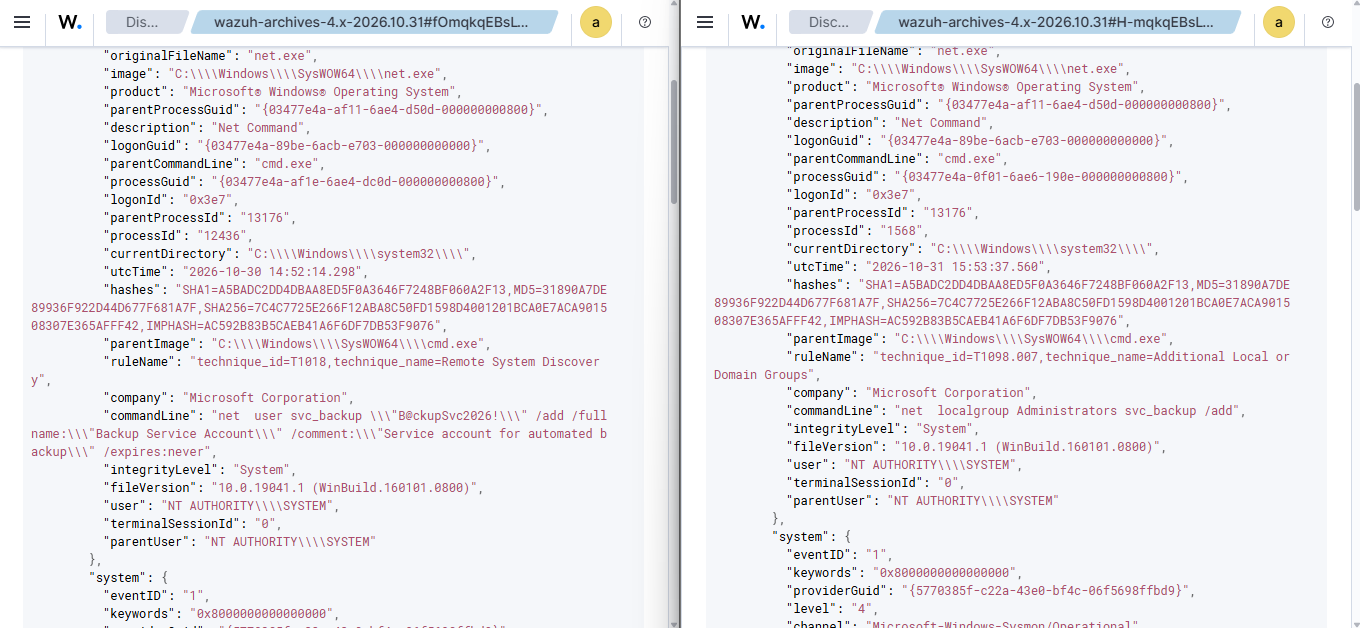 W.
Dis...
wazuh-archives-4.x-2026.10.31#fOmqkqEBsL...
a
"originalFileName": "net.exe",
"image": "C:\\\\Windows\\\\SysWOW64\\\\net.exe",
"product": "Microsoft® Windows® Operating System",
"parentProcessGuid": "{03477e4a-af11-6ae4-d50d-000000000800}",
"description": "Net Command",
"logonGuid": "{03477e4a-89be-6acb-e703-000000000000}",
"parentCommandLine": "cmd.exe",
"processGuid": "{03477e4a-af1e-6ae4-dc0d-000000000800}",
"logonId": "0x3e7",
"parentProcessId": "13176",
"processId": "12436",
"currentDirectory": "C:\\\\Windows\\\\system32\\\\",
"utcTime": "2026-10-30 14:52:14.298",
"hashes": "SHA1=A5BADC2DD4DBAA8ED5F0A3646F7248BF060A2F13,MD5=31890A7DE
89936F922D44D677F681A7F,SHA256=7C4C7725E266F12ABA8C50FD1598D4001201BCA0E7ACA9015
08307E365AFFF42,IMPHASH=AC592B83B5CAEB41A6F6DF7DB53F9076",
"parentImage": "C:\\\\Windows\\\\SysWOW64\\\\cmd.exe",
"ruleName": "technique_id=T1018,technique_name=Remote System Discover
y",
"company": "Microsoft Corporation",
"commandLine": "net  user svc_backup \\\"B@ckupSvc2026!\\\" /add /full
name:\\\"Backup Service Account\\\" /comment:\\\"Service account for automated b
ackup\\\" /expires:never",
"integrityLevel": "System",
"fileVersion": "10.0.19041.1 (WinBuild.160101.0800)",
"user": "NT AUTHORITY\\\\SYSTEM",
"terminalSessionId": "0",
"parentUser": "NT AUTHORITY\\\\SYSTEM"
},
"system": {
"eventID": "1",
"keywords": "0x8000000000000000",
W.
Disc...
wazuh-archives-4.x-2026.10.31#H-mqkqEBsL...
a
"originalFileName": "net.exe",
"image": "C:\\\\Windows\\\\SysWOW64\\\\net.exe",
"product": "Microsoft® Windows® Operating System",
"parentProcessGuid": "{03477e4a-af11-6ae4-d50d-000000000800}",
"description": "Net Command",
"logonGuid": "{03477e4a-89be-6acb-e703-000000000000}",
"parentCommandLine": "cmd.exe",
"processGuid": "{03477e4a-0f01-6ae6-190e-000000000800}",
"logonId": "0x3e7",
"parentProcessId": "13176",
"processId": "1568",
"currentDirectory": "C:\\\\Windows\\\\system32\\\\",
"utcTime": "2026-10-31 15:53:37.560",
"hashes": "SHA1=A5BADC2DD4DBAA8ED5F0A3646F7248BF060A2F13,MD5=31890A7DE
89936F922D44D677F681A7F,SHA256=7C4C7725E266F12ABA8C50FD1598D4001201BCA0E7ACA9015
08307E365AFFF42,IMPHASH=AC592B83B5CAEB41A6F6DF7DB53F9076",
"parentImage": "C:\\\\Windows\\\\SysWOW64\\\\cmd.exe",
"ruleName": "technique_id=T1098.007,technique_name=Additional Local or
Domain Groups",
"company": "Microsoft Corporation",
"commandLine": "net  localgroup Administrators svc_backup /add",
"integrityLevel": "System",
"fileVersion": "10.0.19041.1 (WinBuild.160101.0800)",
"user": "NT AUTHORITY\\\\SYSTEM",
"terminalSessionId": "0",
"parentUser": "NT AUTHORITY\\\\SYSTEM"
},
"system": {
"eventID": "1",
"keywords": "0x8000000000000000",
"providerGuid": "{5770385f-c22a-43e0-bf4c-06f5698ffbd9}",
"level": "4",
"channel": "Microsoft-Windows-Sysmon/Operational"